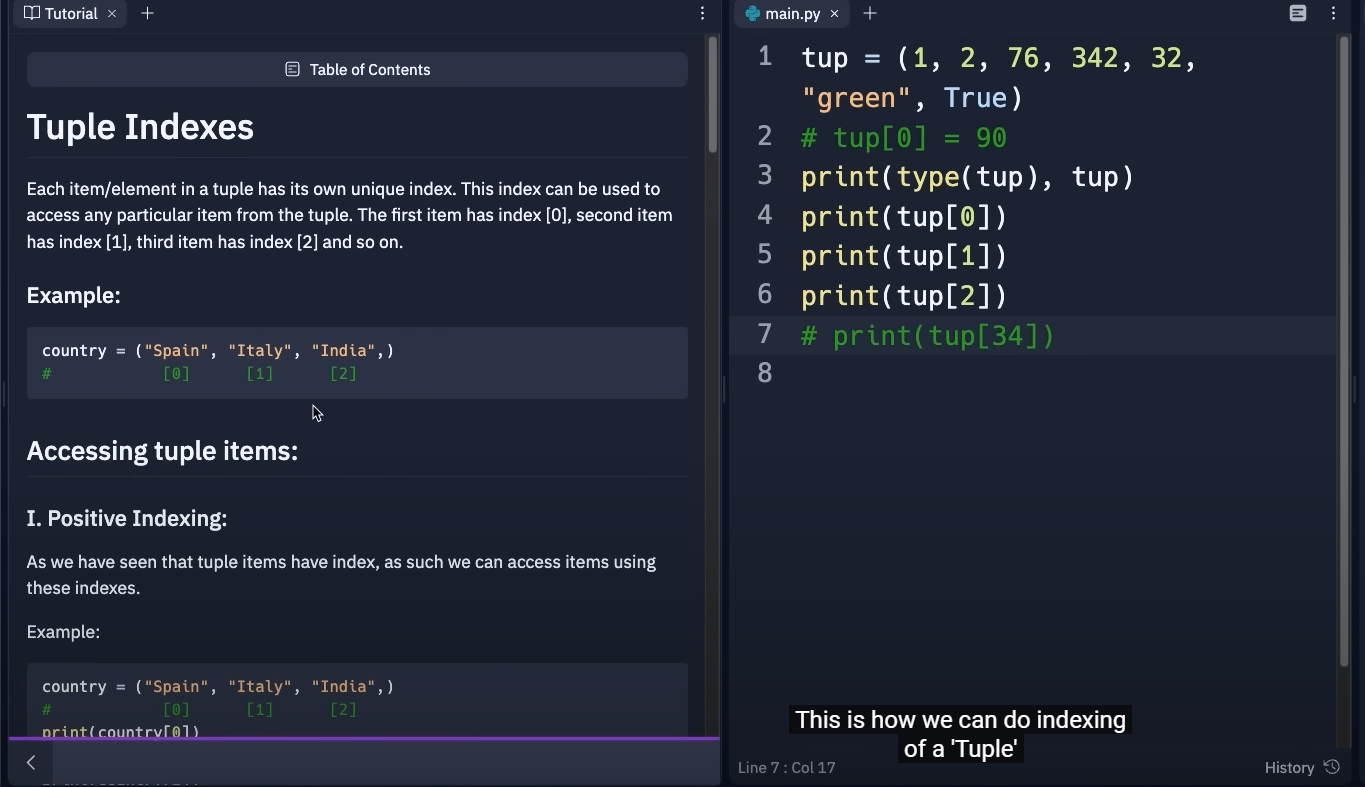 Tutorial
Table of Contents
Tuple Indexes
Each item/element in a tuple has its own unique index. This index can be used to
access any particular item from the tuple. The first item has index [0], second item
has index [1], third item has index [2] and so on.
Example:
country = ("Spain", "Italy", "India",)
# [0] [1] [2]
Accessing tuple items:
I. Positive Indexing:
As we have seen that tuple items have index, as such we can access items using
these indexes.
Example:
country = ("Spain", "Italy", "India",)
# [0] [1] [2]
print(country[0])
main.py
1 tup = (1, 2, 76, 342, 32,
"green", True)
2 # tup[0] = 90
3 print(type(tup), tup)
4 print(tup[0])
5 print(tup[1])
6 print(tup[2])
7 # print(tup[34])
8
This is how we can do indexing
of a 'Tuple'
Line 7 : Col 17
History